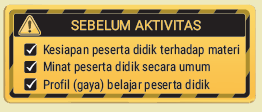 SEBELUM AKTIVITAS
Kesiapan peserta didik terhadap materi
Minat peserta didik secara umum
Profil (gaya) belajar peserta didik